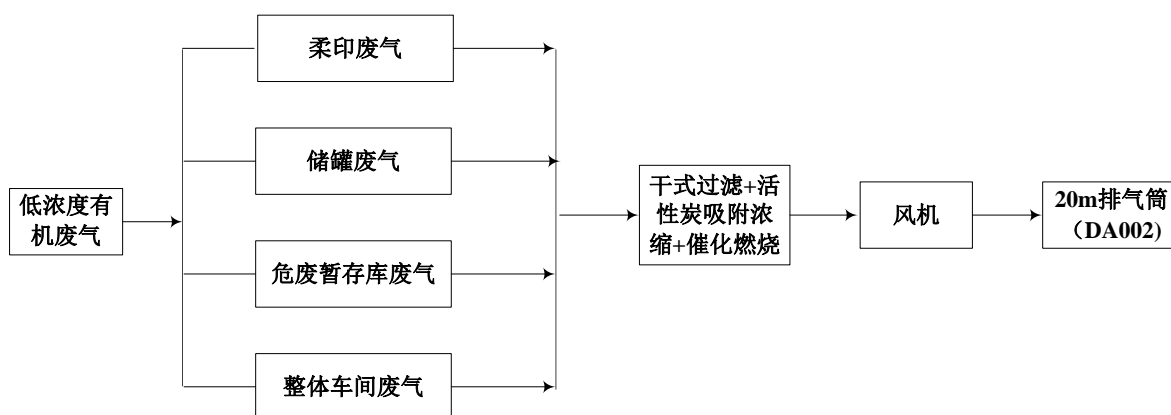 柔印废气
储罐废气
低浓度有
机废气
危废暂存库废气
整体车间废气
干式过滤+活
性炭吸附浓
缩+催化燃烧
风机
20m排气筒
（DA002)